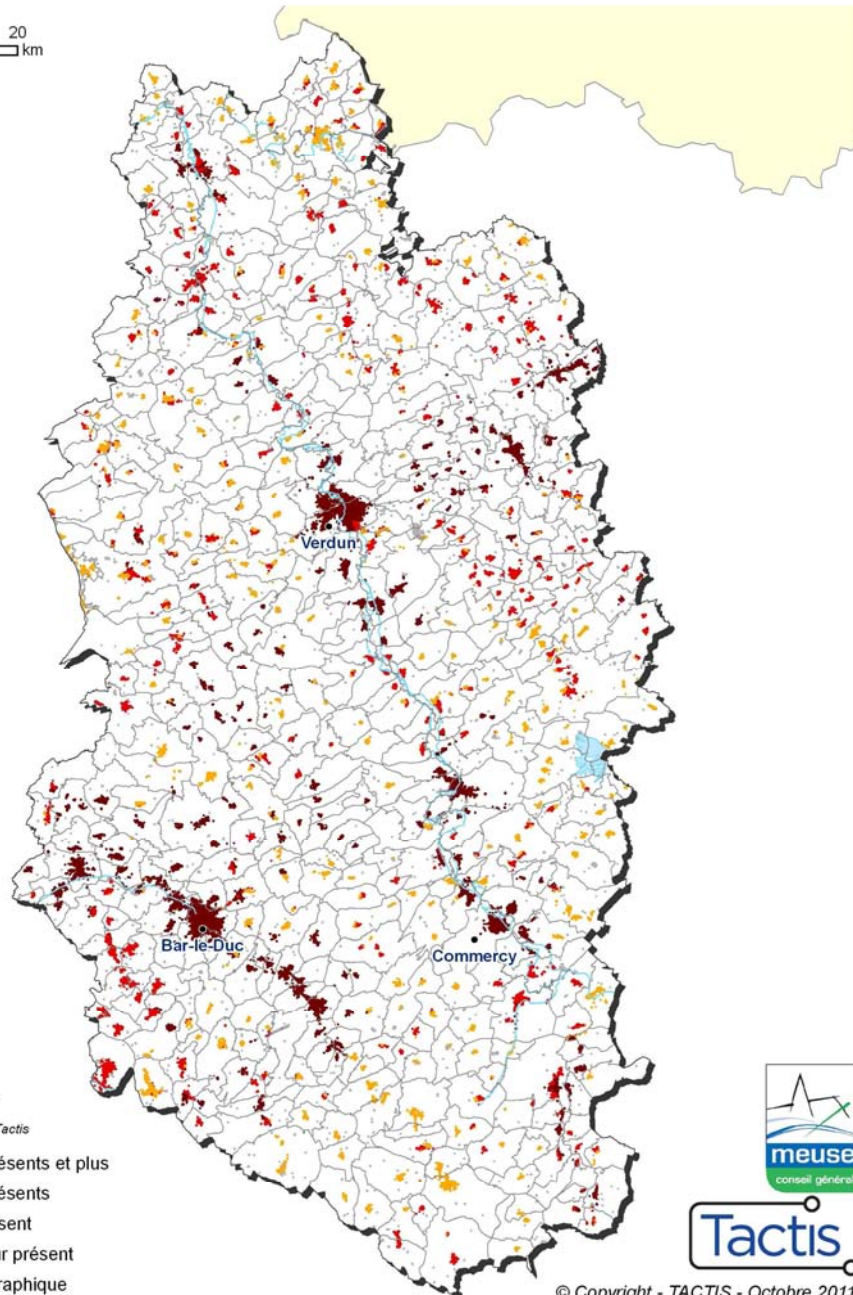 20
km
Verdun
Bar-le-Duc
Commercy
Tactis
ésents et plus
ésents
sent
ur présent
raphique
meuse
conseil général
Tactis
© Copyright - TACTIS - Octobre 2011